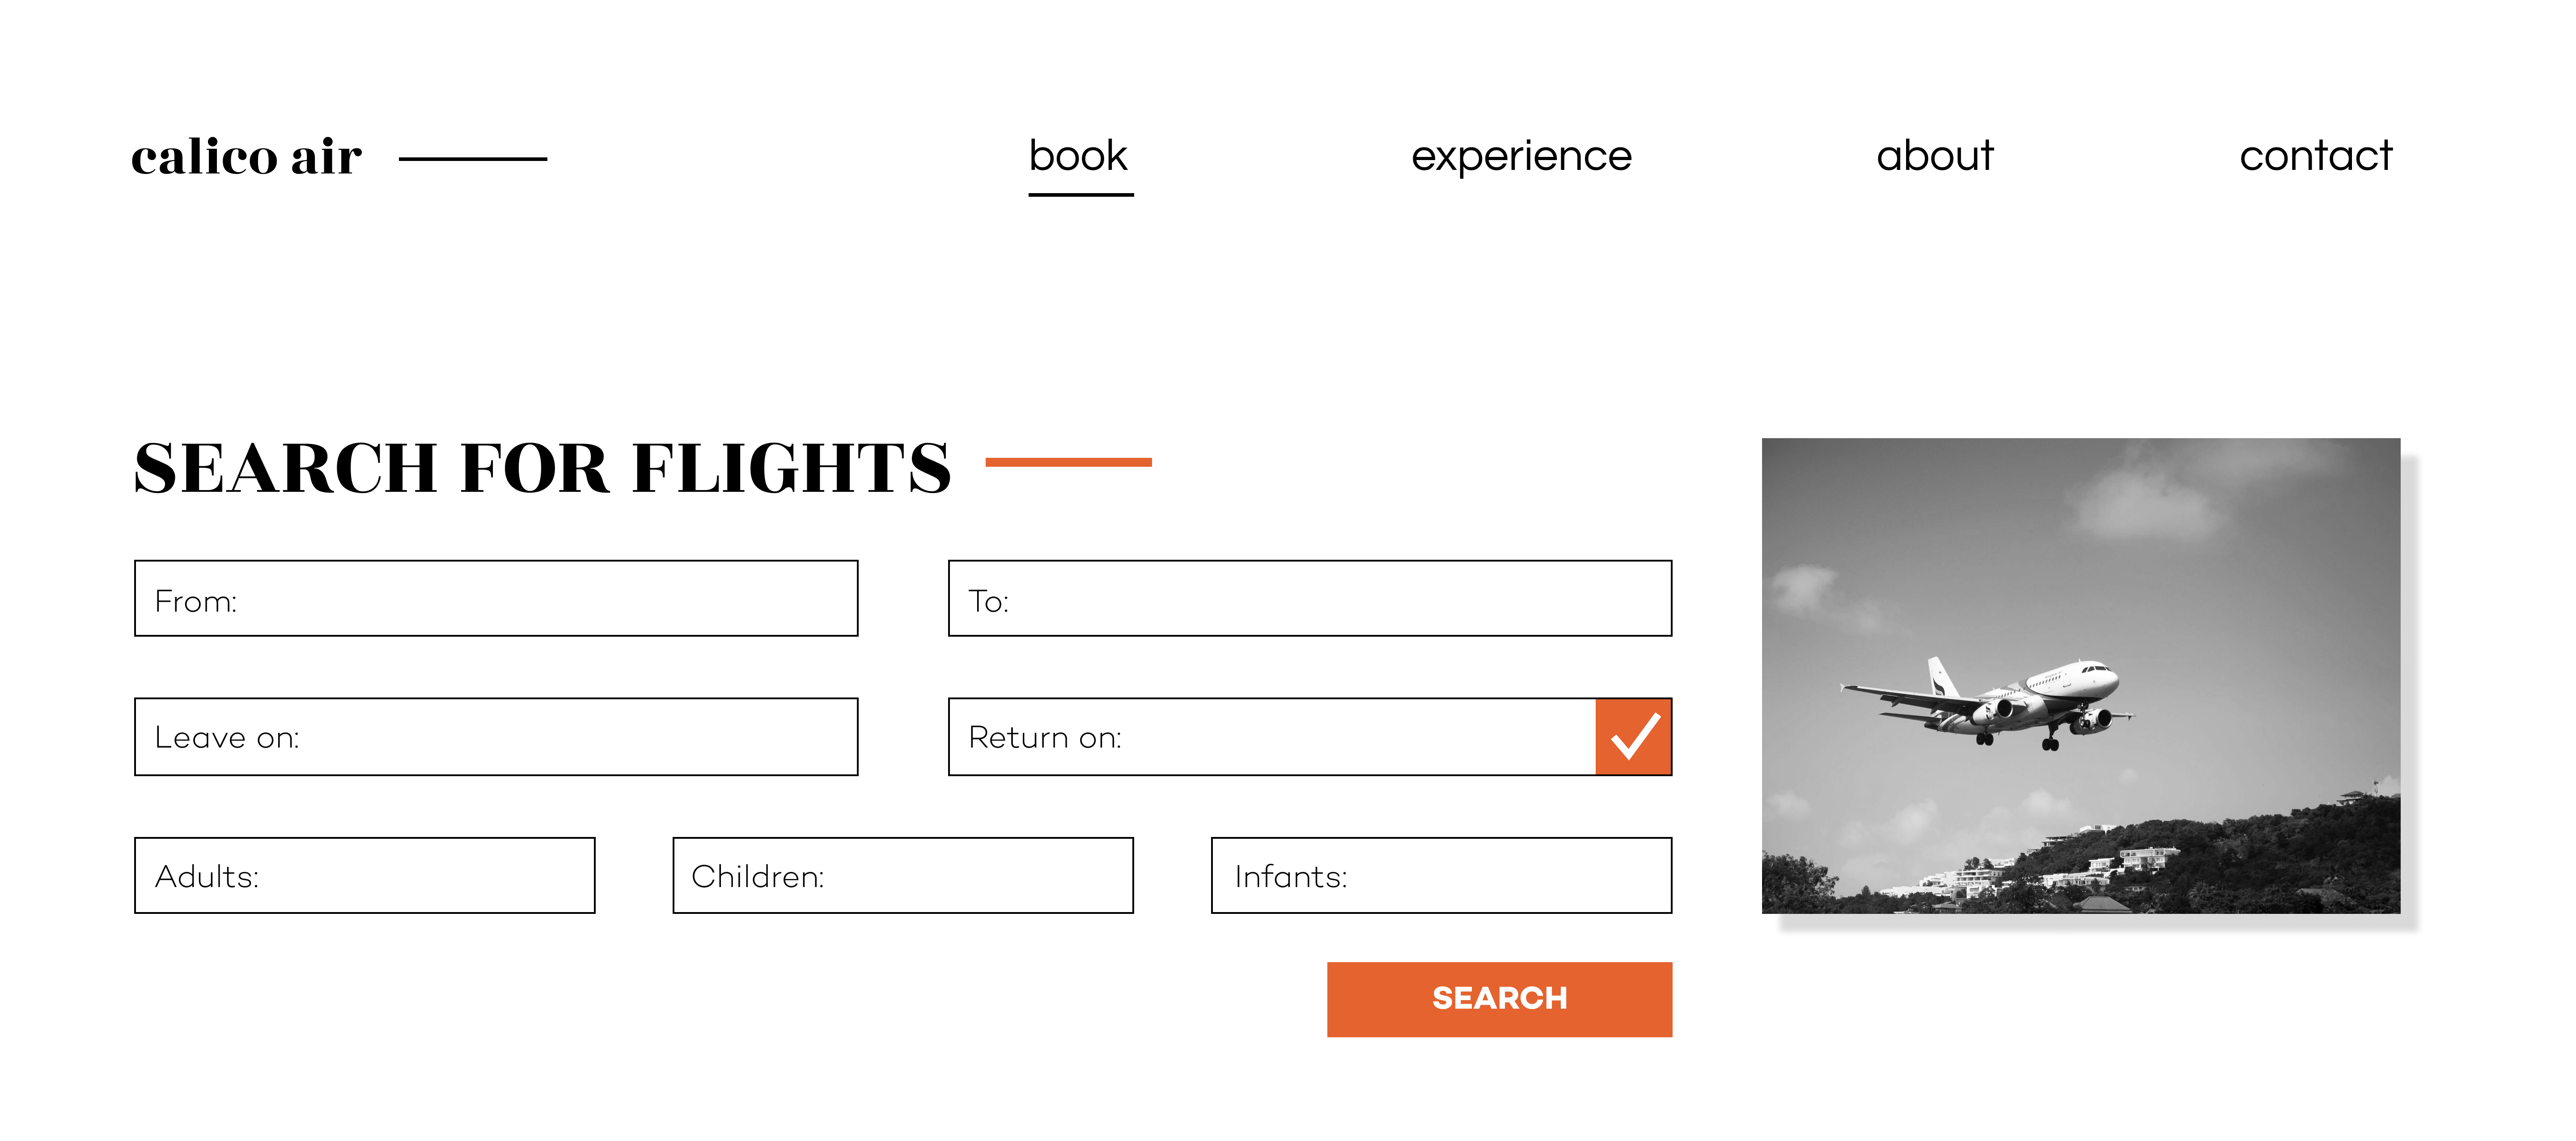 calico air
book experience about contact
SEARCH FOR FLIGHTS
From: To:
Leave on: Return on:
Adults: Children: Infants:
SEARCH